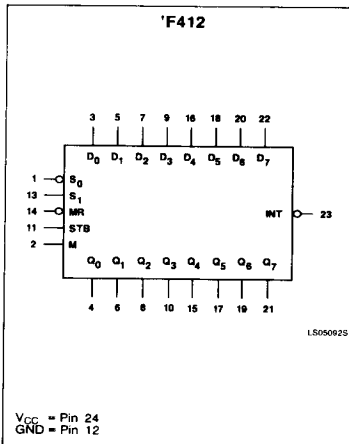 'F412
3 5 7 9 16 18 20 22
D0 D1 D2 D3 D4 D5 D6 D7
1 S0
13 S1
14 MR INT 23
11 STB
2 M
Q0 Q1 Q2 Q3 Q4 Q5 Q6 Q7
4 6 8 10 15 17 19 21
LS05092S
VCC = Pin 24
GND = Pin 12